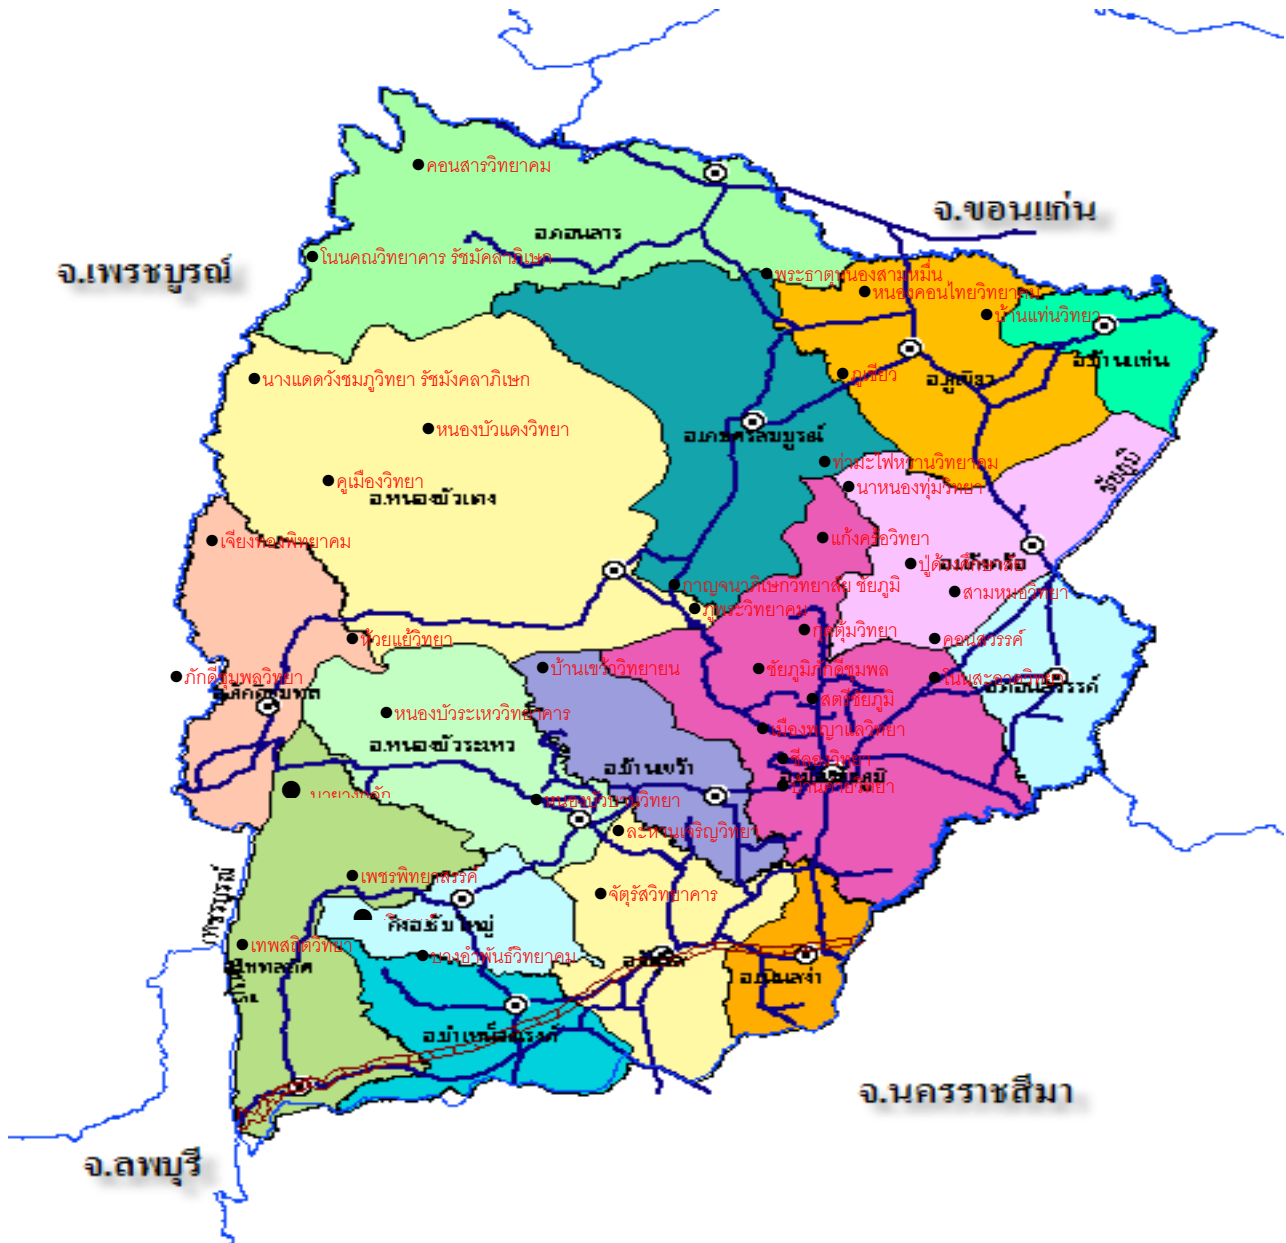 คอนสารวิทยาคม
จ.ขอนแก่น
อ.คอนสาร
จ.เพรชบูรณ์
โนนคณวิทยาคาร รัชมัคลาภิเษก
พระธาตุหนองสามหมื่น
หนองคอนไทยวิทยาคม
บ้านแท่นวิทยา
อ.บ้านแท่น
นางแดดวังชมภูวิทยา รัชมังคลาภิเษก
ภูเขียว
อ.ภูเขียว
หนองบัวแดงวิทยา
อ.เกษตรสมบูรณ์
ท่ามะไฟหวานวิทยาคม
ชัยภูมิ
คูเมืองวิทยา
นาหนองทุ่มวิทยา
อ.หนองบัวแดง
เจียงทองพิทยาคม
แก้งคร้อวิทยา
อ.แก้งคร้อ
กาญจนาภิเษกวิทยาลัย ชัยภูมิ
สามหมอวิทยา
ภูพระวิทยาคม
กุดตุ้มวิทยา
ห้วยแย้วิทยา
คอนสวรรค์
บ้านเขว้าวิทยายน
ชัยภูมิภักดีชุมพล
ภักดีชุมพลวิทยา
โนนสะอาดวิทยา
อ.คอนสวรรค์
สตรีชัยภูมิ
หนองบัวระเหววิทยาคาร
เมืองพญาแลวิทยา
อ.หนองบัวระเหว
อ.บ้านเขว้า
บ้านค่ายวิทยา
หนองบัวบานวิทยา
ละหานเจริญวิทยา
เพชรพิทยาสรรค์
จัตุรัสวิทยาคาร
เทพสถิตวิทยา
บางอำพันธ์วิทยาคม
อ.เนินสง่า
อ.บำเหน็จณรงค์
จ.นครราชสีมา
จ.ลพบุรี